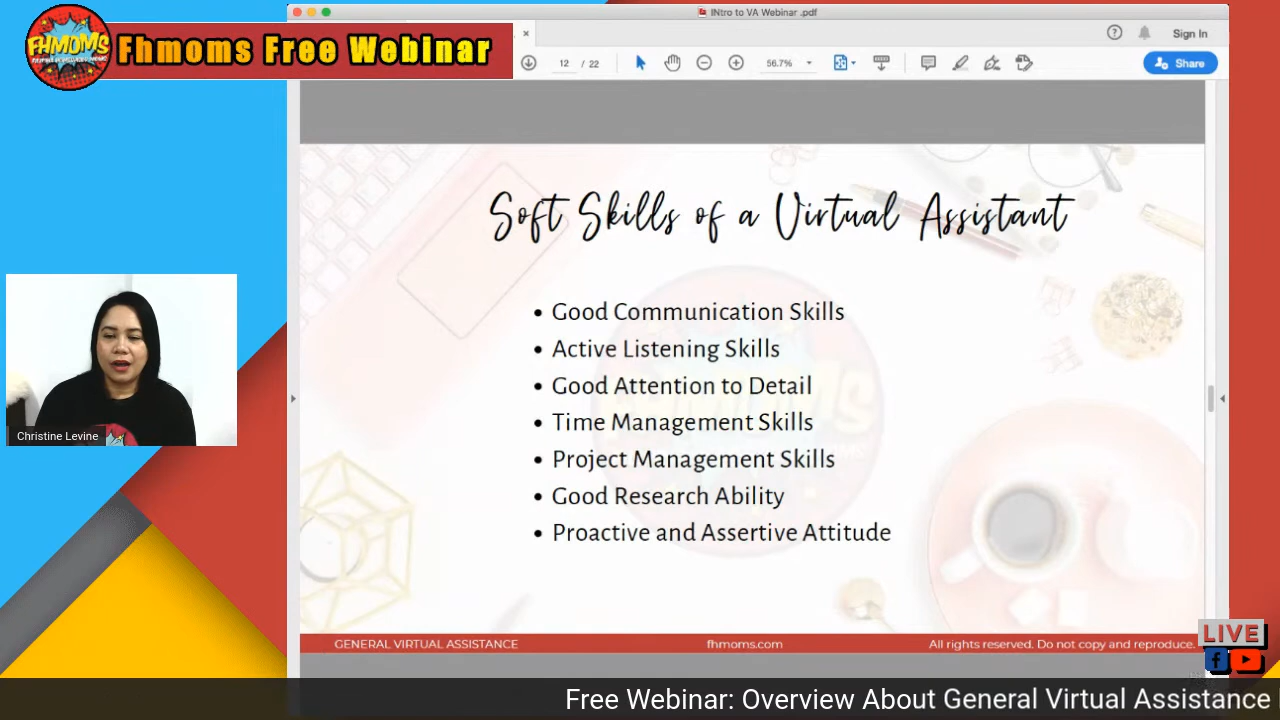 INtro to VA Webinar .pdf
FHMOMS
Fhmoms Free Webinar
12 / 22
56.7%
Sign In
Share
Soft Skills of a Virtual Assistant
• Good Communication Skills
• Active Listening Skills
• Good Attention to Detail
• Time Management Skills
• Project Management Skills
• Good Research Ability
• Proactive and Assertive Attitude
Christine Levine
GENERAL VIRTUAL ASSISTANCE
fhmoms.com
All rights reserved. Do not copy and reproduce.
LIVE
Free Webinar: Overview About General Virtual Assistance